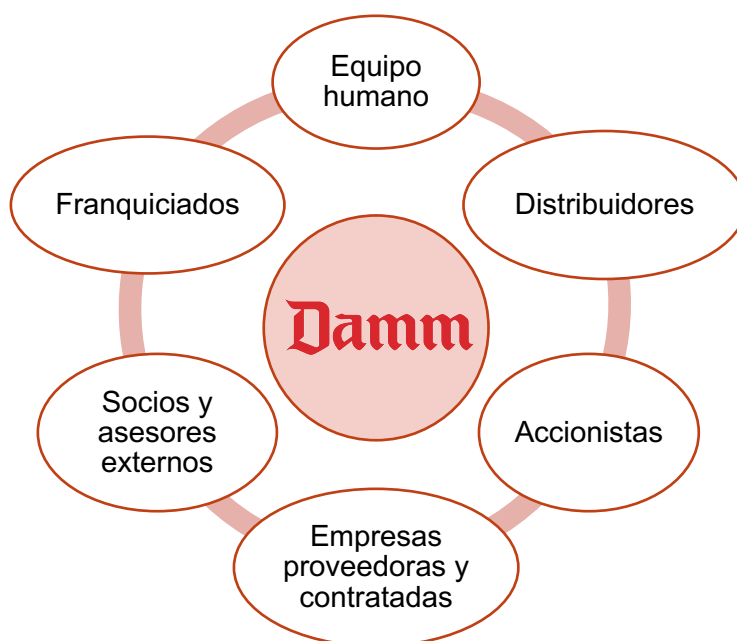 Equipo
humano
Franquiciados
Distribuidores
Damm
Socios y
asesores
externos
Accionistas
Empresas
proveedoras y
contratadas